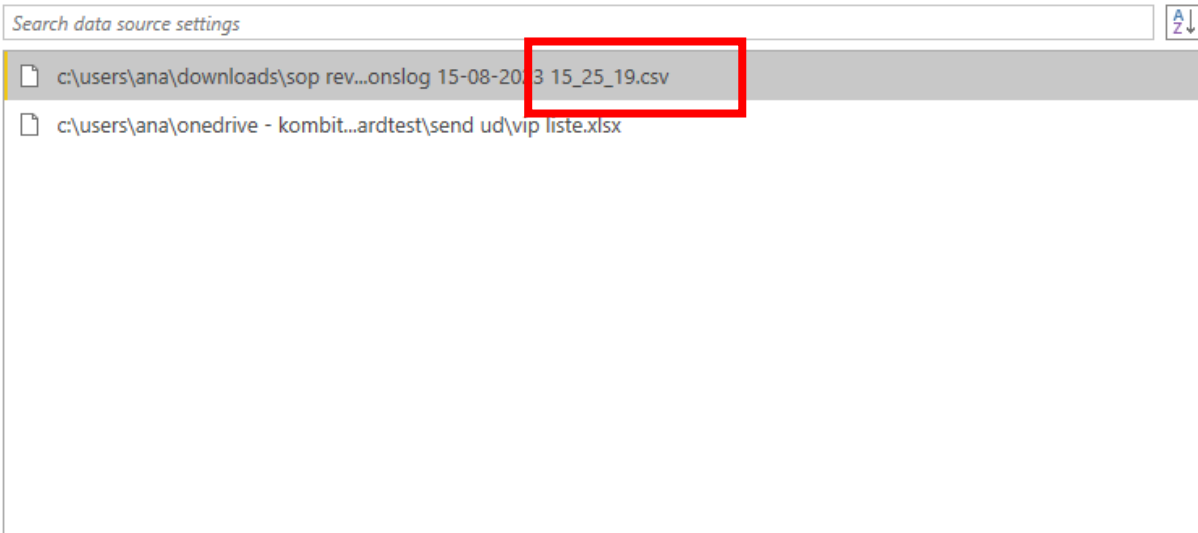 Search data source settings
A
Z
c:\users\ana\downloads\sop rev...onslog 15-08-2023 15_25_19.csv
c:\users\ana\onedrive - kombit...ardtest\send ud\vip liste.xlsx